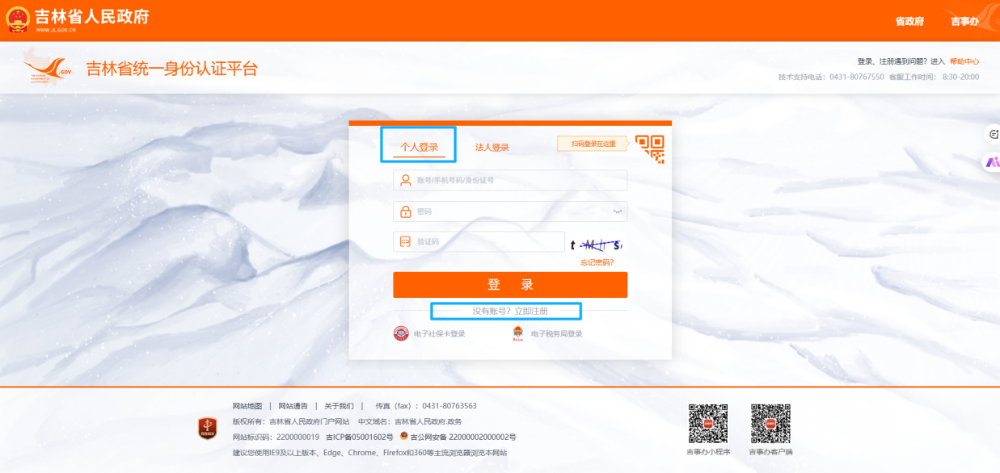 吉林省人民政府
WWW.JL.GOV.CN
省政府 吉事办
.GOV
吉林省统一身份认证平台
登录、注册遇到问题？进入 帮助中心
技术支持电话：0431-80767550 客服工作时间： 8:30-20:00
个人登录 法人登录 扫码登录在这里
账号/手机号码/身份证号
密码
验证码
忘记密码?
登 录
没有账号？立即注册
电子社保卡登录 电子税务局登录
网站地图 | 网站通告 | 关于我们 | 传真（fax）：0431-80763563
版权所有：吉林省人民政府门户网站 中文域名：吉林省人民政府.政务
网站标识码：2200000019 吉ICP备05001602号 吉公网安备 22000002000002号
建议您使用IE9及以上版本、Edge、Chrome、Firefox和360等主流浏览器浏览本网站
吉事办小程序 吉事办客户端